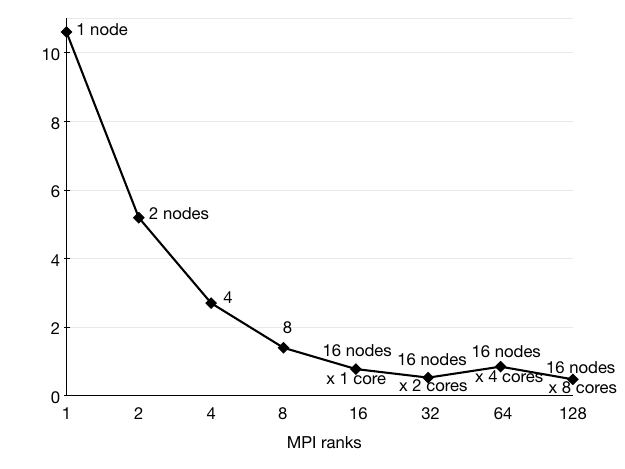 10
8
6
4
2
0
1 node
2 nodes
4
8
16 nodes
x 1 core
16 nodes
x 2 cores
16 nodes
x 4 cores
16 nodes
x 8 cores
1 2 4 8 16 32 64 128
MPI ranks